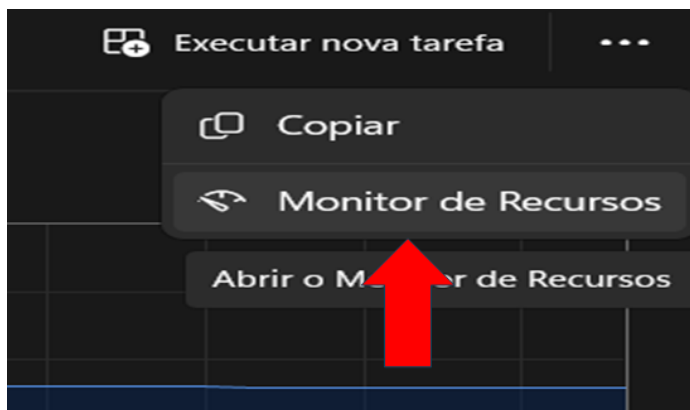 Executar nova tarefa
Copiar
Monitor de Recursos
Abrir o M r de Recursos